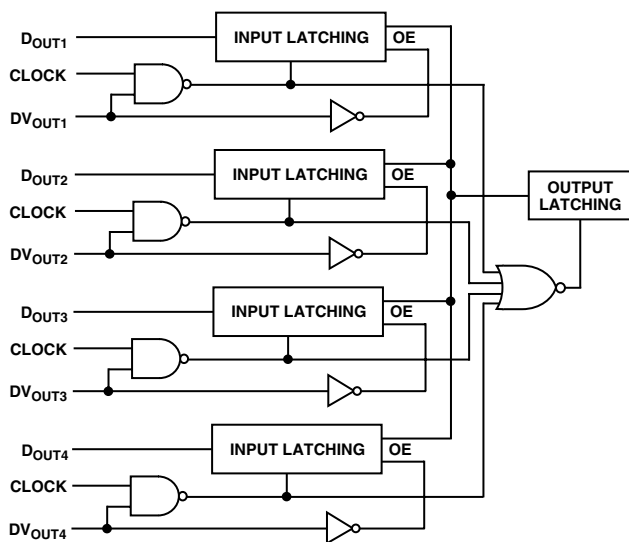 DOUT1
INPUT LATCHING
OE
CLOCK
DVOUT1
DOUT2
INPUT LATCHING
OE
CLOCK
DVOUT2
OUTPUT
LATCHING
DOUT3
INPUT LATCHING
OE
CLOCK
DVOUT3
DOUT4
INPUT LATCHING
OE
CLOCK
DVOUT4